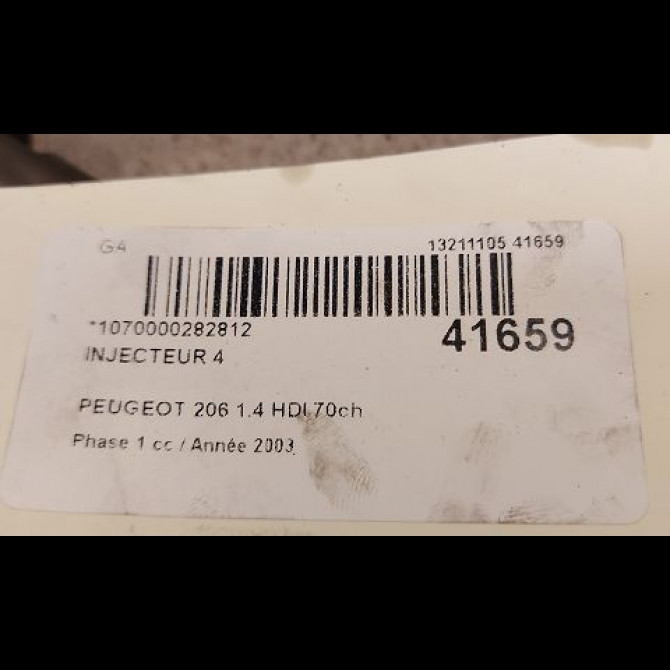 G4 13211105 41659
*1070000282812 41659
INJECTEUR 4
PEUGEOT 206 1.4 HDI 70ch
Phase 1 cc / Année 2003